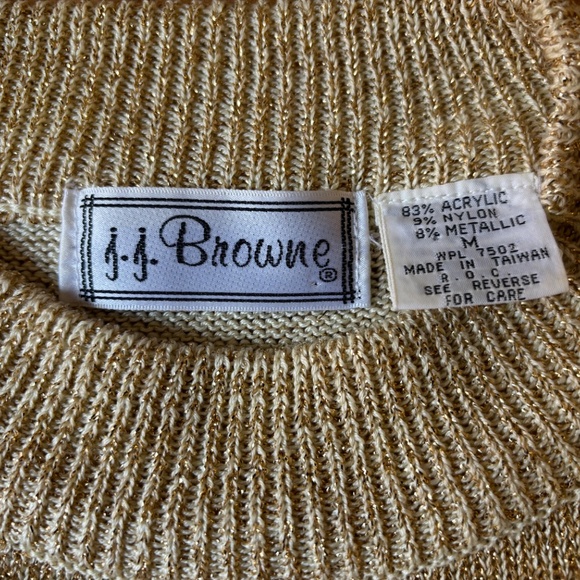 j.j. Browne®
83% ACRYLIC
9% NYLON
8% METALLIC
M
WPL 7502
MADE IN TAIWAN
R.O.C.
SEE REVERSE
FOR CARE